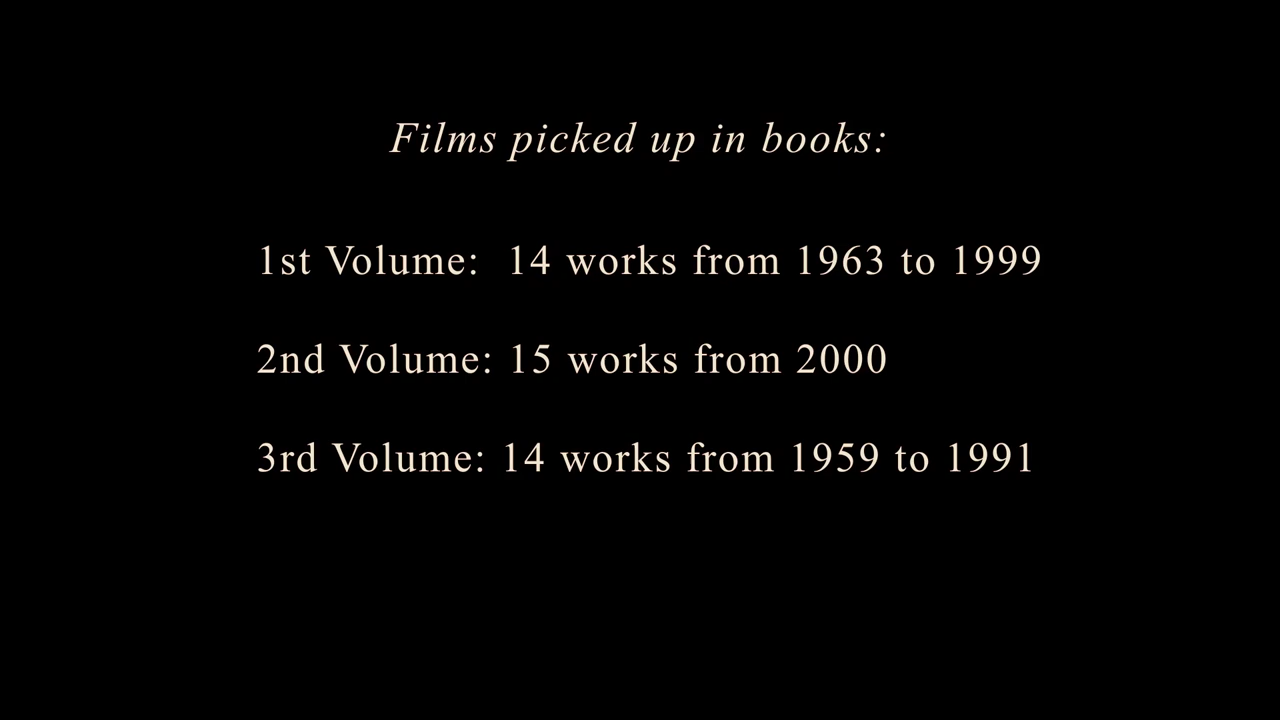 Films picked up in books:
1st Volume: 14 works from 1963 to 1999
2nd Volume: 15 works from 2000
3rd Volume: 14 works from 1959 to 1991